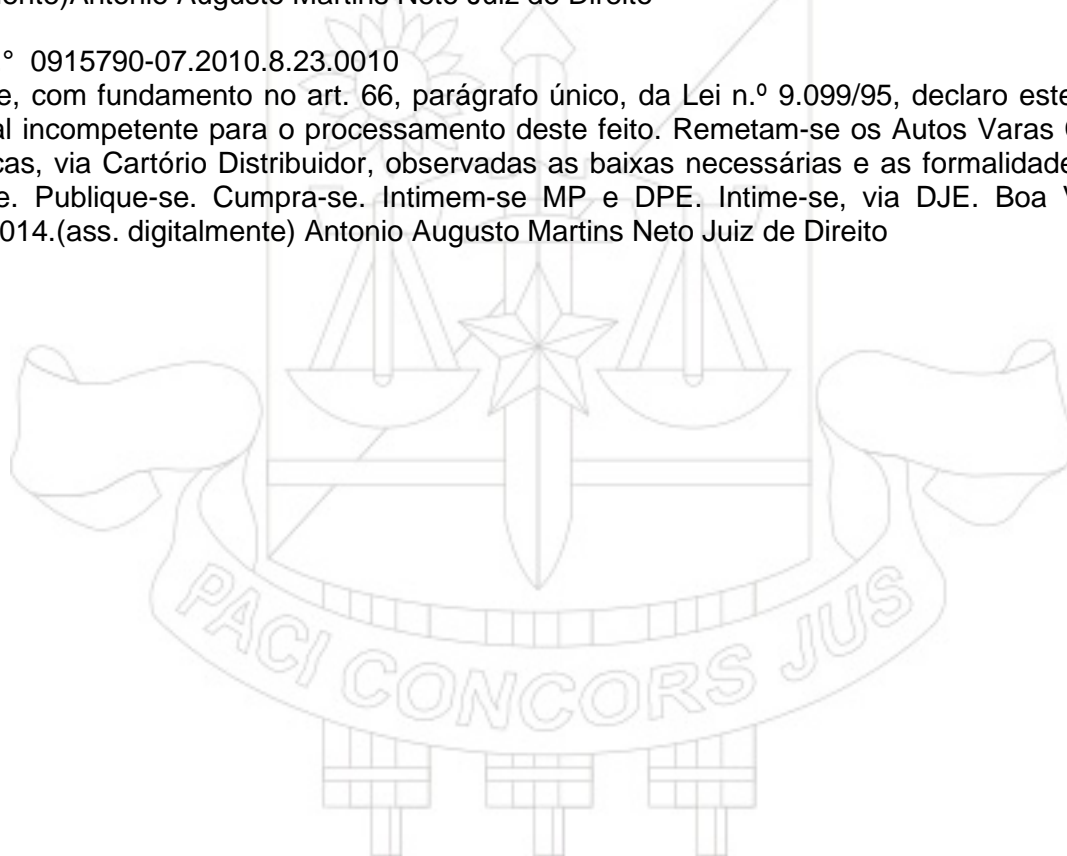 Antonio Augusto Martins Neto Juiz de Direito
° 0915790-07.2010.8.23.0010
e, com fundamento no art. 66, parágrafo único, da Lei n.º 9.099/95, declaro este
al incompetente para o processamento deste feito. Remetam-se os Autos Varas
cas, via Cartório Distribuidor, observadas as baixas necessárias e as formalidade
e. Publique-se. Cumpra-se. Intimem-se MP e DPE. Intime-se, via DJE. Boa
014.(ass. digitalmente) Antonio Augusto Martins Neto Juiz de Direito
PACI CONCORS JUS